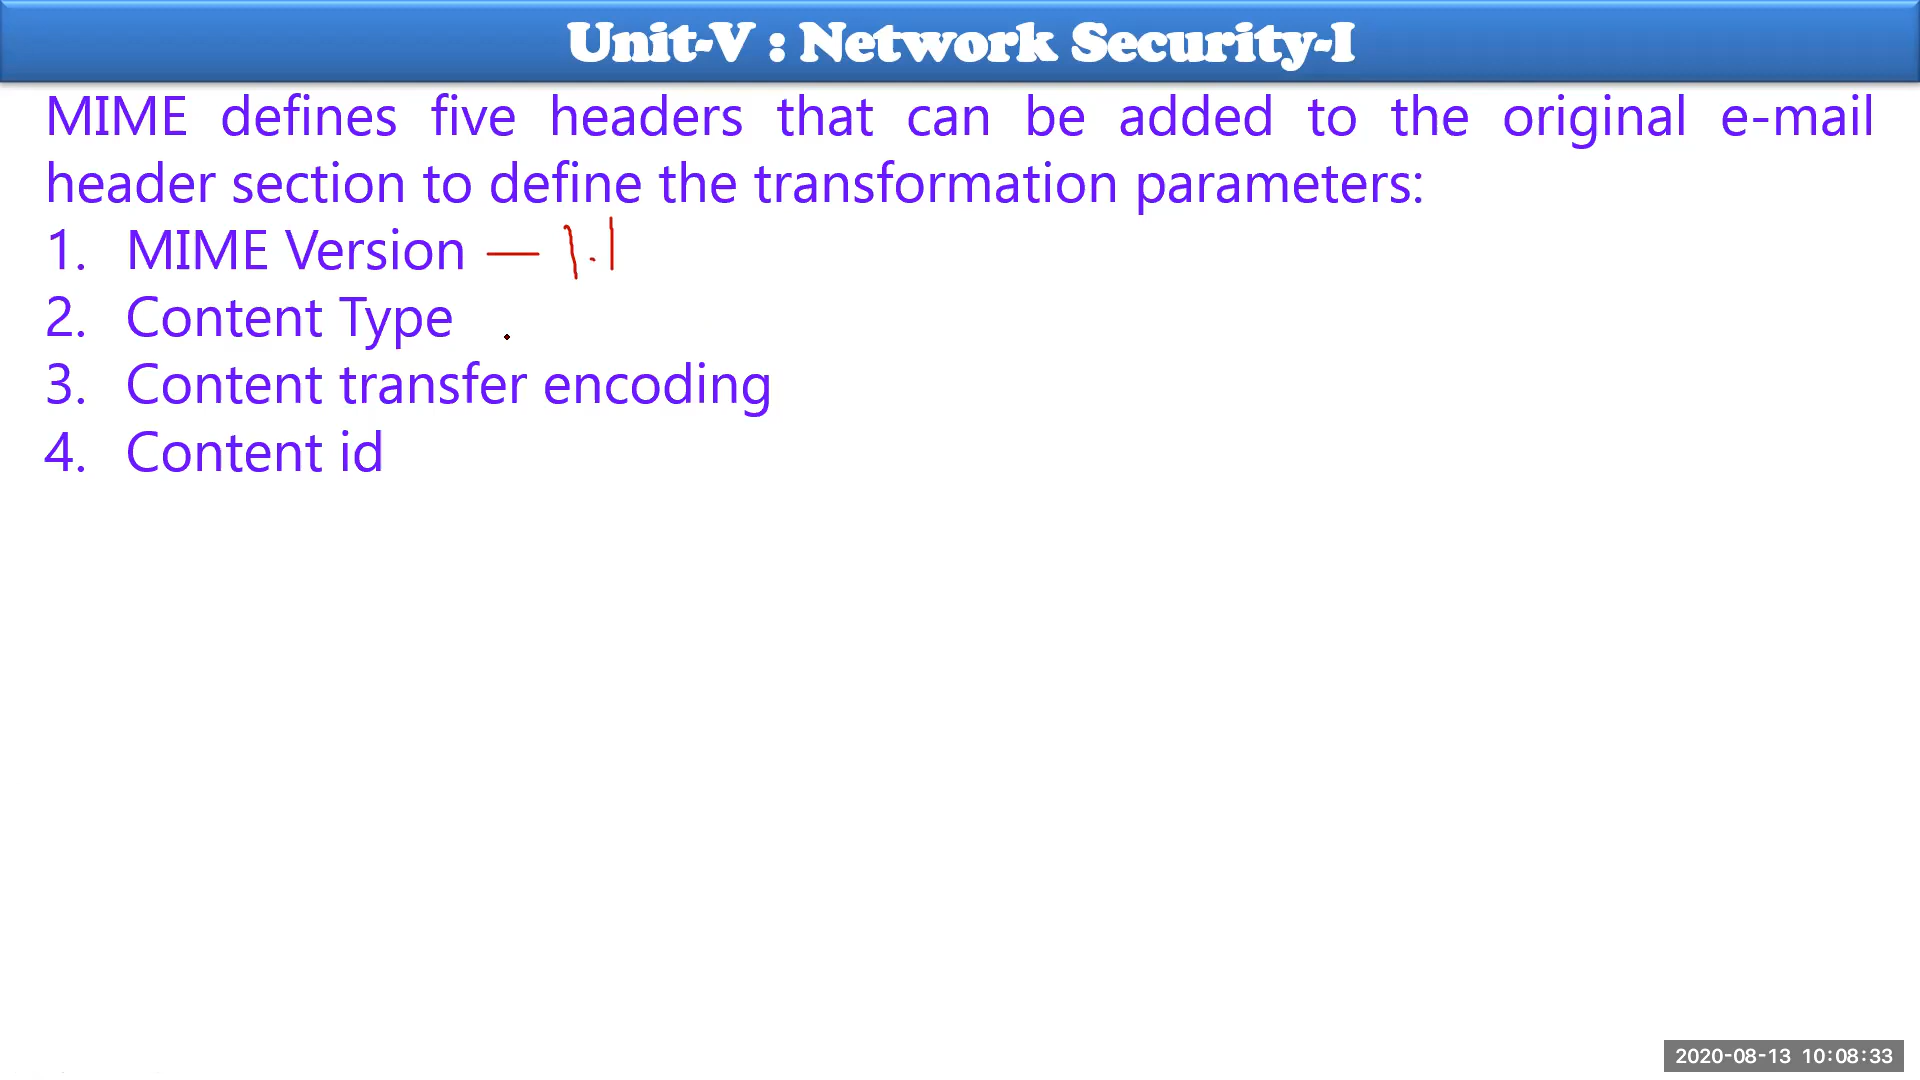 Unit-V : Network Security-I
MIME defines five headers that can be added to the original e-mail
header section to define the transformation parameters:
1. MIME Version — 1.1
2. Content Type
3. Content transfer encoding
4. Content id
2020-08-13 10:08:33